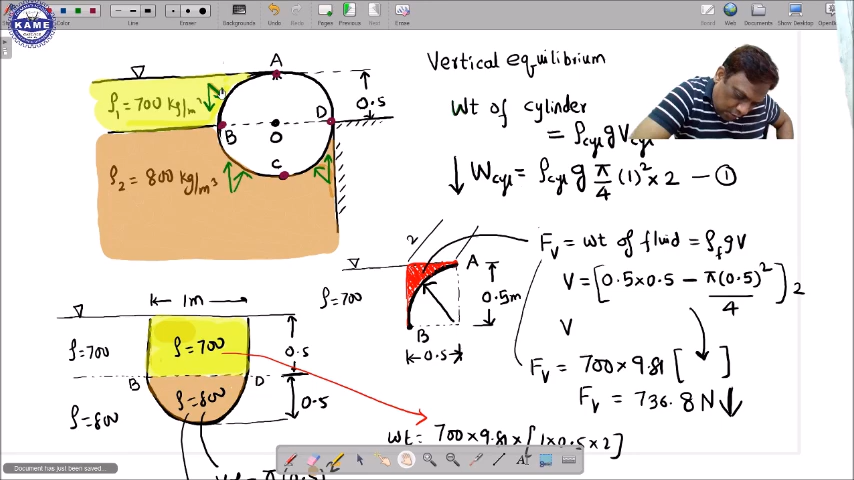 Color
Line
Eraser
Backgrounds
Undo
Redo
Pages
Previous
Next
Erase
Board
Web
Documents
Show Desktop
KAME
A
ρ1 = 700 kg/m³
0.5
B
O
D
C
ρ2 = 800 kg/m³
Vertical equilibrium
Wt of cylinder
= ρcyl g Vcyl
↓ Wcyl = ρcyl g π/4 (1)² × 2 — ①
2
A
ρ = 700
0.5m
B
0.5
Fv = wt of fluid = ρf g V
V = [0.5×0.5 − π(0.5)²/4] 2
V
Fv = 700 × 9.81 [ ]
Fv = 736.8 N ↓
1m
ρ = 700
ρ = 700
0.5
B
D
ρ = 800
ρ = 800
0.5
wt = 700 × 9.81 × [1×0.5×2]
Document has just been saved...